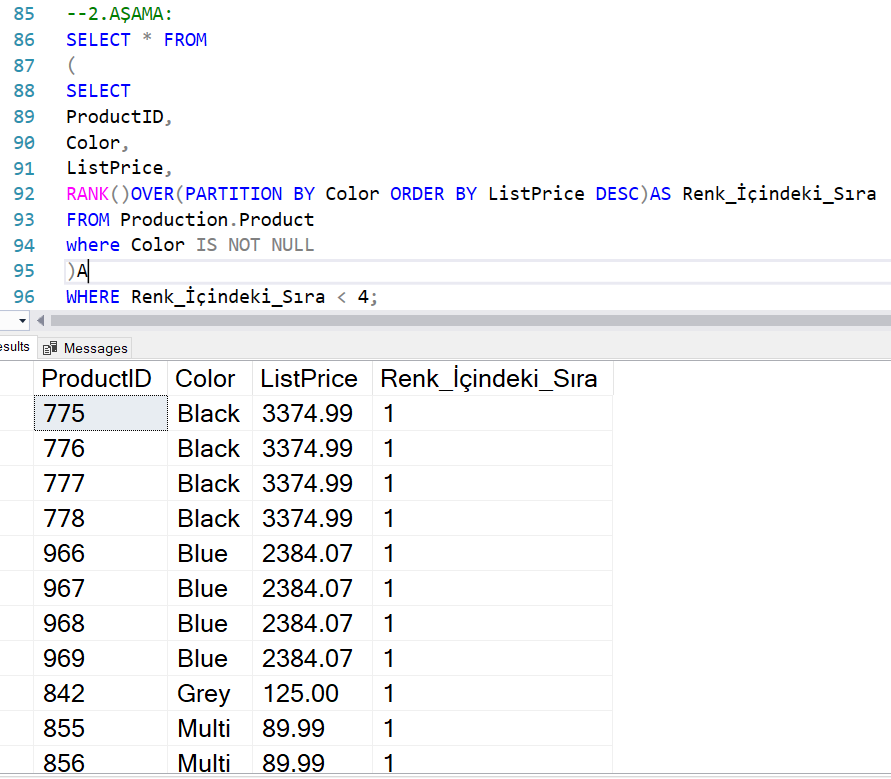 85 --2.AŞAMA:
86 SELECT * FROM
87 (
88 SELECT
89 ProductID,
90 Color,
91 ListPrice,
92 RANK()OVER(PARTITION BY Color ORDER BY ListPrice DESC)AS Renk_İçindeki_Sıra
93 FROM Production.Product
94 where Color IS NOT NULL
95 )A
96 WHERE Renk_İçindeki_Sıra < 4;
esults Messages
ProductID Color ListPrice Renk_İçindeki_Sıra
775 Black 3374.99 1
776 Black 3374.99 1
777 Black 3374.99 1
778 Black 3374.99 1
966 Blue 2384.07 1
967 Blue 2384.07 1
968 Blue 2384.07 1
969 Blue 2384.07 1
842 Grey 125.00 1
855 Multi 89.99 1
856 Multi 89.99 1